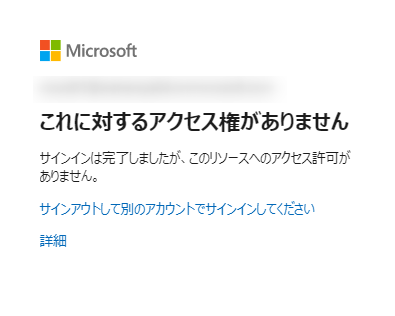 Microsoft
これに対するアクセス権がありません
サインインは完了しましたが、このリソースへのアクセス許可が
ありません。
サインアウトして別のアカウントでサインインしてください
詳細